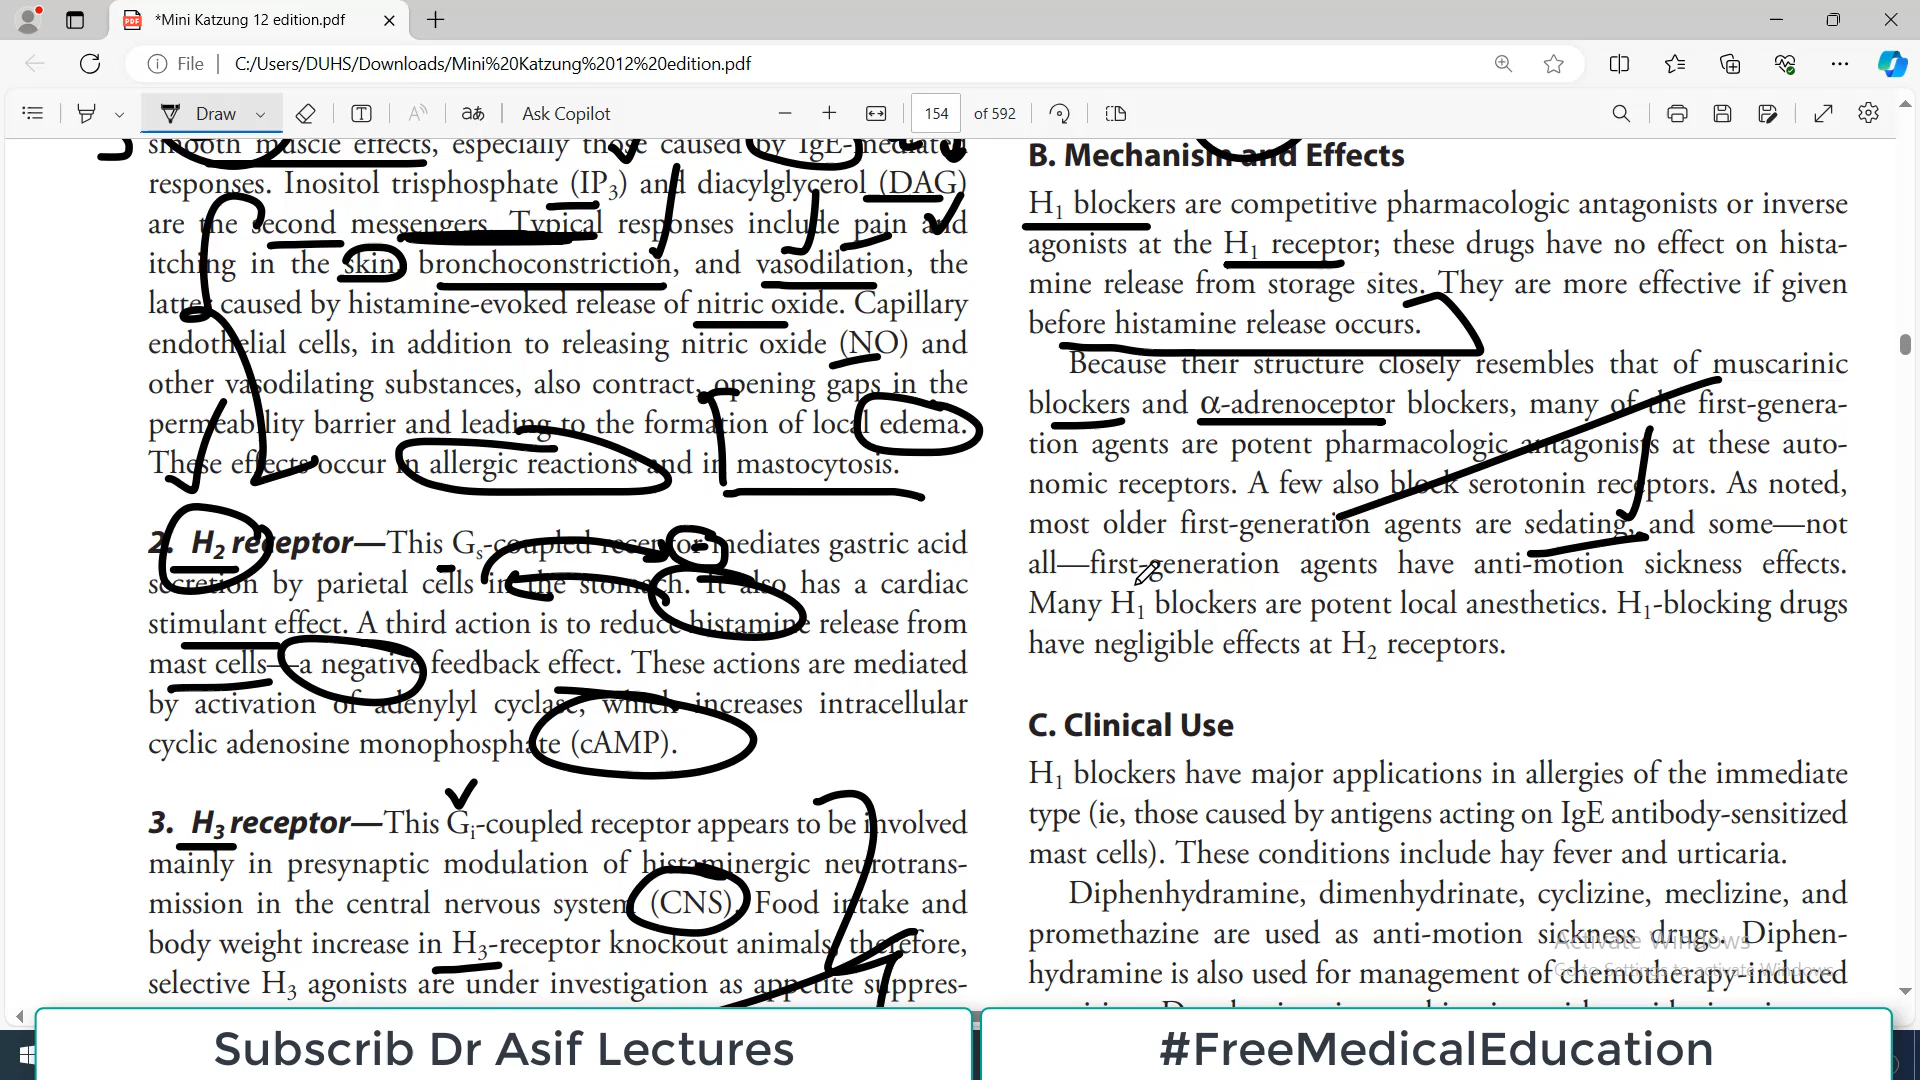 *Mini Katzung 12 edition.pdf
File
C:/Users/DUHS/Downloads/Mini%20Katzung%2012%20edition.pdf
Draw
Ask Copilot
154 of 592
smooth muscle effects, especially those caused by IgE-mediated
responses. Inositol trisphosphate (IP3) and diacylglycerol (DAG)
are the second messengers. Typical responses include pain and
itching in the skin, bronchoconstriction, and vasodilation, the
latter caused by histamine-evoked release of nitric oxide. Capillary
endothelial cells, in addition to releasing nitric oxide (NO) and
other vasodilating substances, also contract, opening gaps in the
permeability barrier and leading to the formation of local edema.
These effects occur in allergic reactions and in mastocytosis.
2. H2 receptor—This Gs-coupled receptor mediates gastric acid
secretion by parietal cells in the stomach. It also has a cardiac
stimulant effect. A third action is to reduce histamine release from
mast cells—a negative feedback effect. These actions are mediated
by activation of adenylyl cyclase, which increases intracellular
cyclic adenosine monophosphate (cAMP).
3. H3 receptor—This Gi-coupled receptor appears to be involved
mainly in presynaptic modulation of histaminergic neurotrans-
mission in the central nervous system (CNS). Food intake and
body weight increase in H3-receptor knockout animals; therefore,
selective H3 agonists are under investigation as appetite suppres-
B. Mechanism and Effects
H1 blockers are competitive pharmacologic antagonists or inverse
agonists at the H1 receptor; these drugs have no effect on hista-
mine release from storage sites. They are more effective if given
before histamine release occurs.
Because their structure closely resembles that of muscarinic
blockers and α-adrenoceptor blockers, many of the first-genera-
tion agents are potent pharmacologic antagonists at these auto-
nomic receptors. A few also block serotonin receptors. As noted,
most older first-generation agents are sedating, and some—not
all—first-generation agents have anti-motion sickness effects.
Many H1 blockers are potent local anesthetics. H1-blocking drugs
have negligible effects at H2 receptors.
C. Clinical Use
H1 blockers have major applications in allergies of the immediate
type (ie, those caused by antigens acting on IgE antibody-sensitized
mast cells). These conditions include hay fever and urticaria.
Diphenhydramine, dimenhydrinate, cyclizine, meclizine, and
promethazine are used as anti-motion sickness drugs. Diphen-
hydramine is also used for management of chemotherapy-induced
Activate Windows
Go to Settings to activate Windows.
Subscrib Dr Asif Lectures
#FreeMedicalEducation